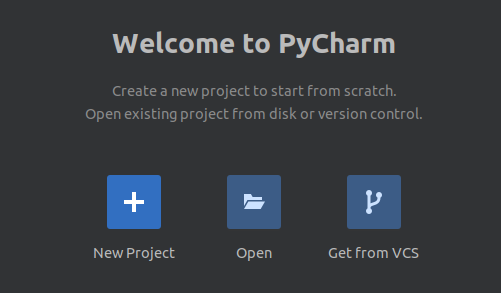 Welcome to PyCharm
Create a new project to start from scratch.
Open existing project from disk or version control.
New Project
Open
Get from VCS